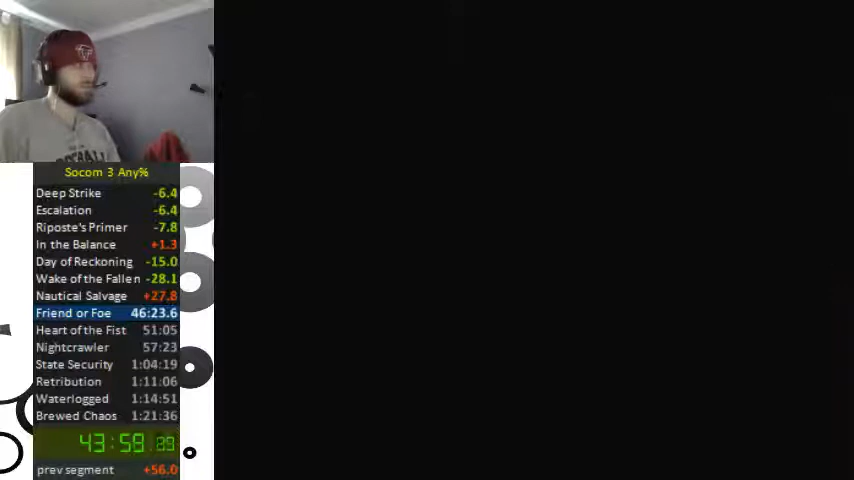 Socom 3 Any%
Deep Strike -6.4
Escalation -6.4
Riposte's Primer -7.8
In the Balance +1.3
Day of Reckoning -15.0
Wake of the Fallen -28.1
Nautical Salvage +27.8
Friend or Foe 46:23.6
Heart of the Fist 51:05
Nightcrawler 57:23
State Security 1:04:19
Retribution 1:11:06
Waterlogged 1:14:51
Brewed Chaos 1:21:36
43:58.89
prev segment +56.0